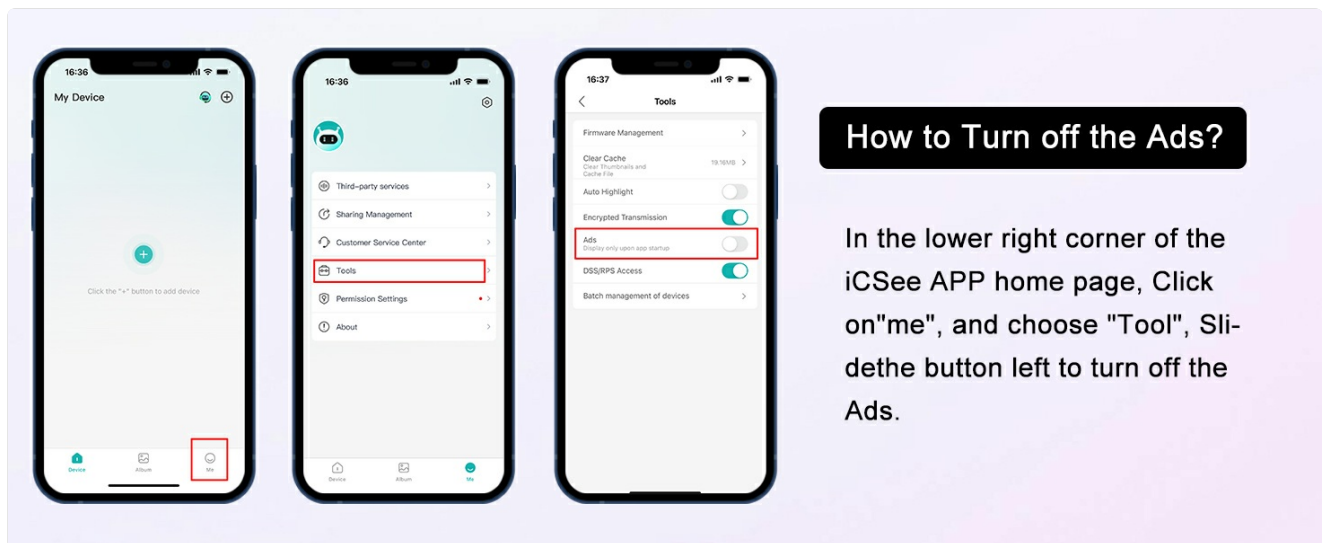 16:36
My Device
Click the "+" button to add device
Device
Album
Me
16:36
Third-party services
Sharing Management
Customer Service Center
Tools
Permission Settings
About
Device
Album
Me
16:37
Tools
Firmware Management
Clear Cache
Clear Thumbnails and
Cache File
19.16MB
Auto Highlight
Encrypted Transmission
Ads
Display only upon app startup
DSS/RPS Access
Batch management of devices
How to Turn off the Ads?
In the lower right corner of the
iCSee APP home page, Click
on"me", and choose "Tool", Sli-
dethe button left to turn off the
Ads.